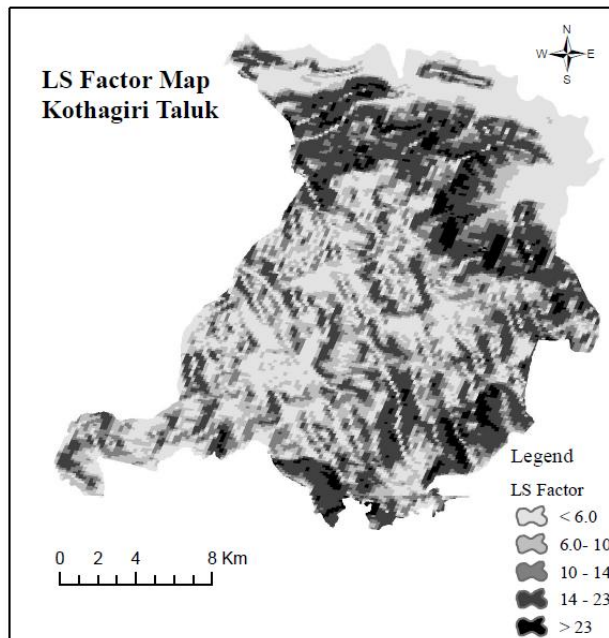 N
W E
S
LS Factor Map
Kothagiri Taluk
Legend
LS Factor
< 6.0
6.0- 10
10 - 14
14 - 23
> 23
0 2 4 8 Km